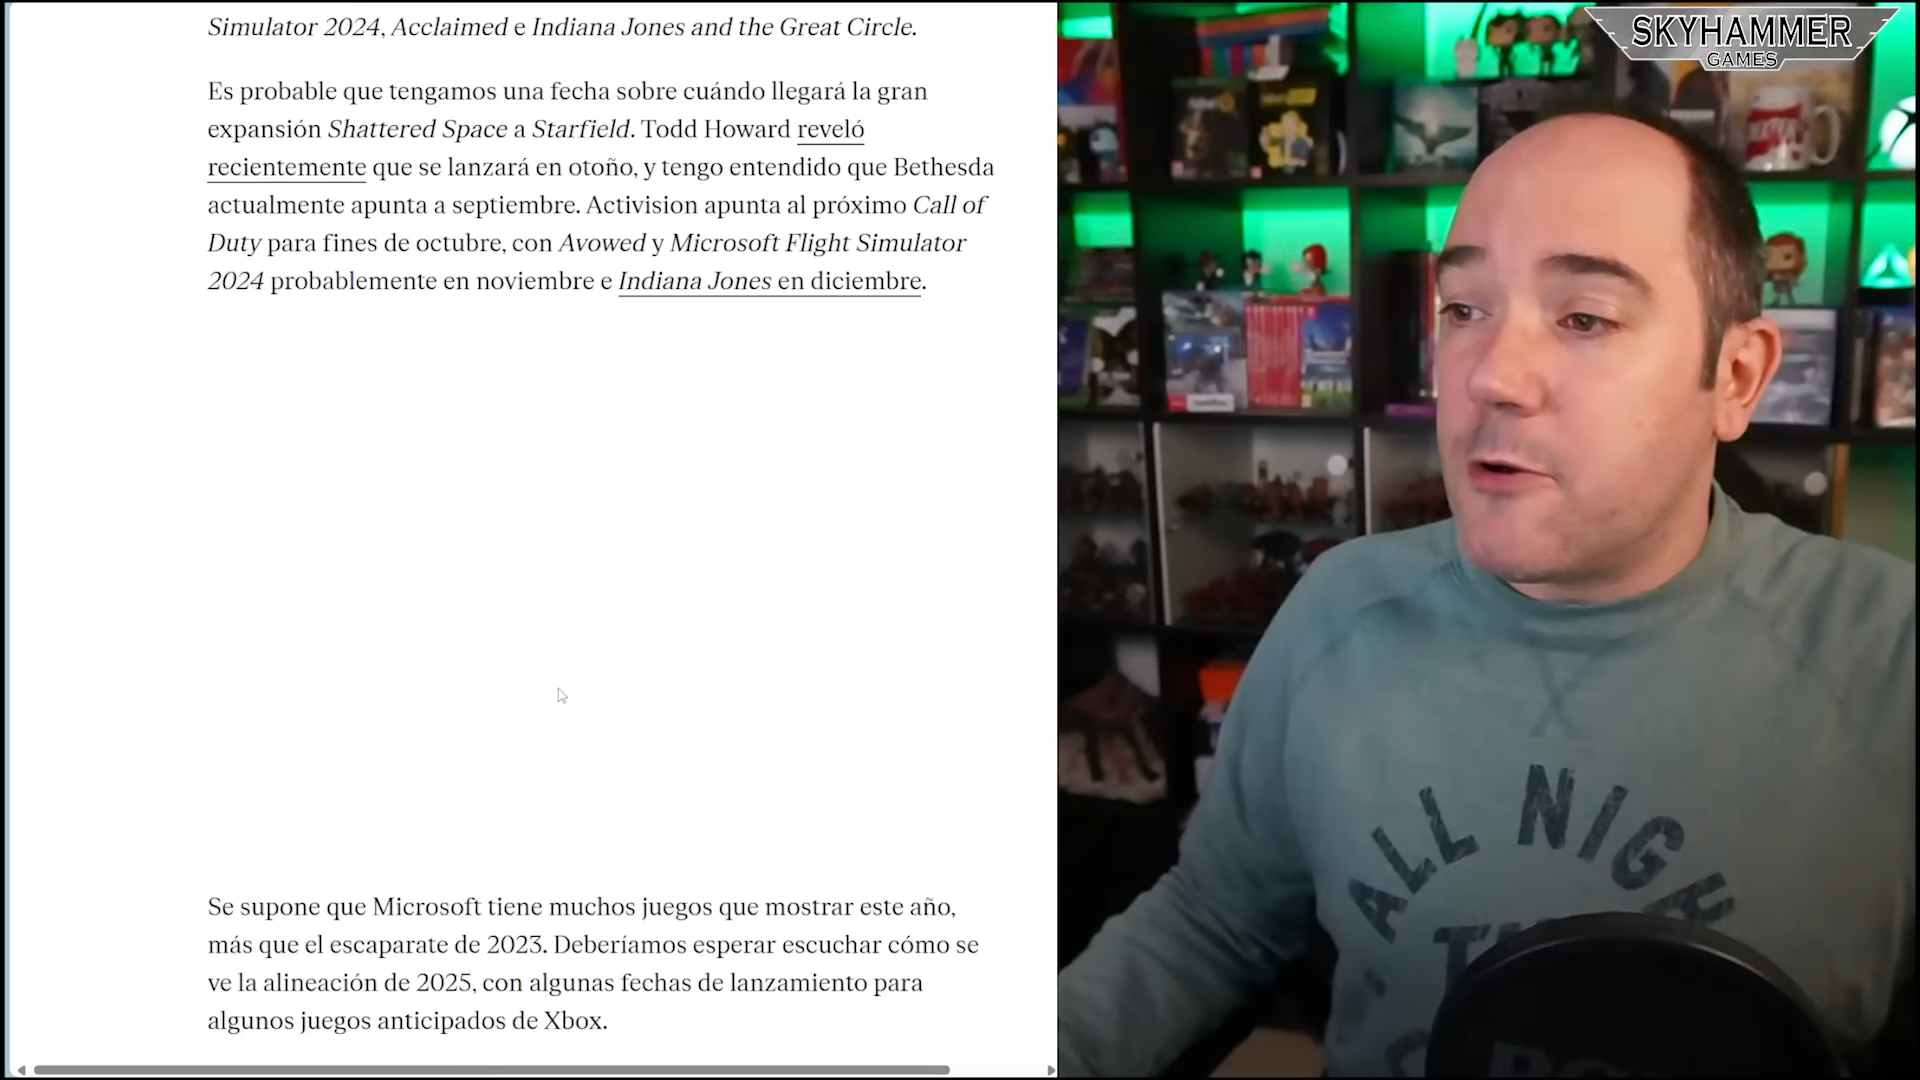 Simulator 2024, Acclaimed e Indiana Jones and the Great Circle.
Es probable que tengamos una fecha sobre cuándo llegará la gran
expansión Shattered Space a Starfield. Todd Howard reveló
recientemente que se lanzará en otoño, y tengo entendido que Bethesda
actualmente apunta a septiembre. Activision apunta al próximo Call of
Duty para fines de octubre, con Avowed y Microsoft Flight Simulator
2024 probablemente en noviembre e Indiana Jones en diciembre.
Se supone que Microsoft tiene muchos juegos que mostrar este año,
más que el escaparate de 2023. Deberíamos esperar escuchar cómo se
ve la alineación de 2025, con algunas fechas de lanzamiento para
algunos juegos anticipados de Xbox.
SKYHAMMER
GAMES
ALL NIGH